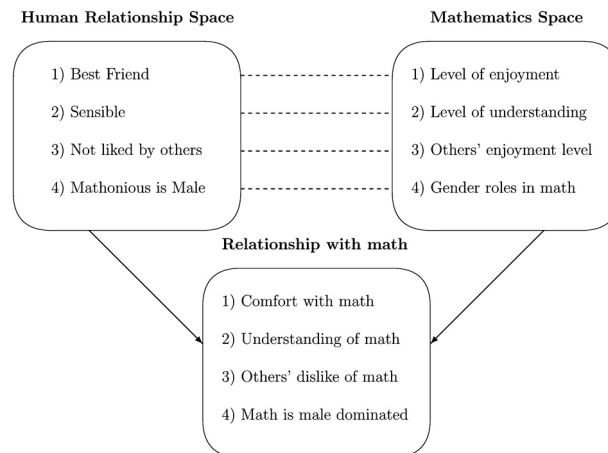 Human Relationship Space
Mathematics Space
1) Best Friend
2) Sensible
3) Not liked by others
4) Mathonious is Male
1) Level of enjoyment
2) Level of understanding
3) Others' enjoyment level
4) Gender roles in math
Relationship with math
1) Comfort with math
2) Understanding of math
3) Others' dislike of math
4) Math is male dominated